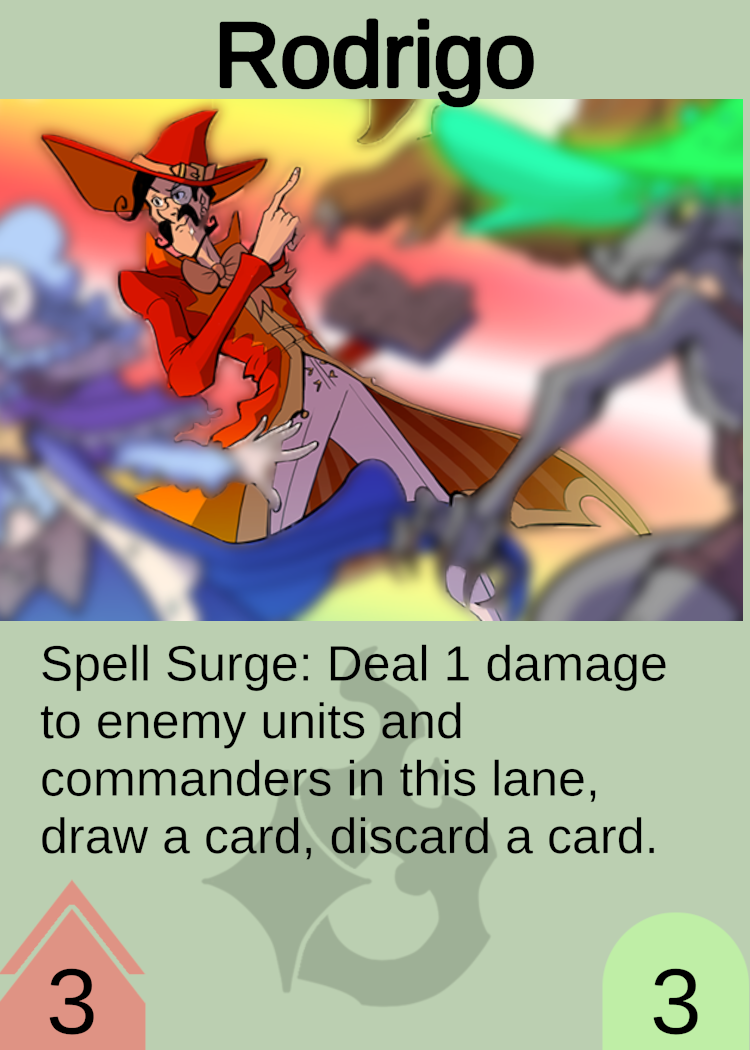 Rodrigo
Spell Surge: Deal 1 damage
to enemy units and
commanders in this lane,
draw a card, discard a card.
3
3